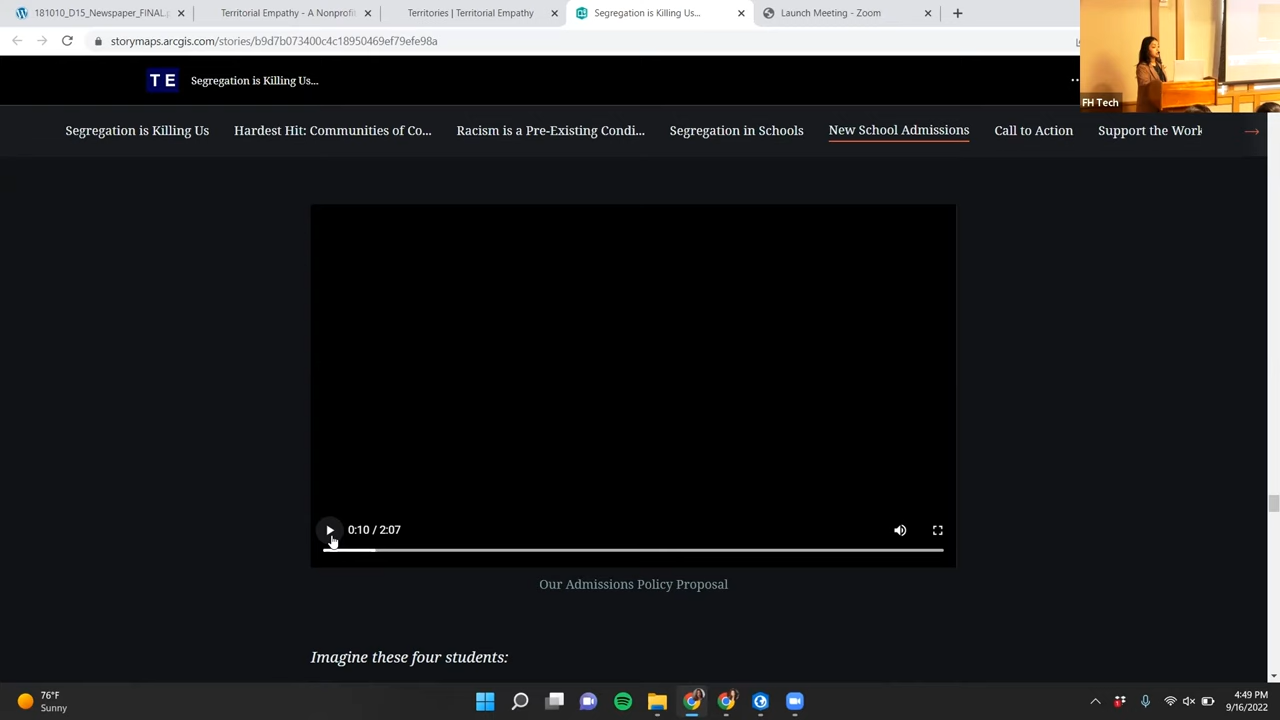 181010_D15_Newspaper_FINAL.p
Territorial Empathy - A Nonprofi
Territories | Territorial Empathy
Segregation is Killing Us...
Launch Meeting - Zoom
storymaps.arcgis.com/stories/b9d7b073400c4c18950469ef79efe98a
FH Tech
TE
Segregation is Killing Us...
Segregation is Killing Us
Hardest Hit: Communities of Co...
Racism is a Pre-Existing Condi...
Segregation in Schools
New School Admissions
Call to Action
Support the Work
0:10 / 2:07
Our Admissions Policy Proposal
Imagine these four students:
76°F
Sunny
4:49 PM
9/16/2022